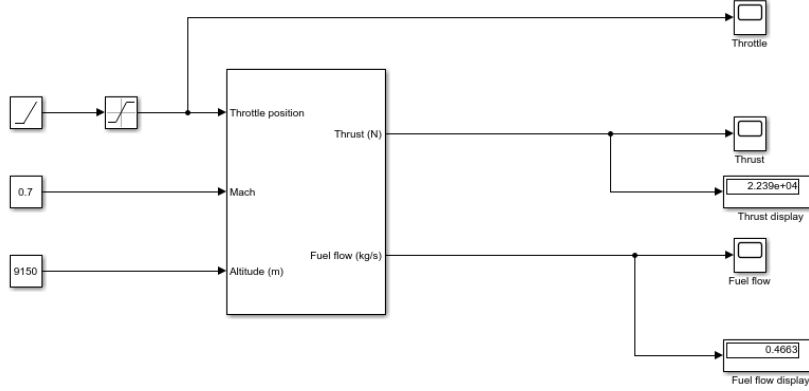 Throttle
Throttle position
Thrust (N)
Thrust
0.7
Mach
2.239e+04
Thrust display
Fuel flow (kg/s)
9150
Altitude (m)
Fuel flow
0.4663
Fuel flow display